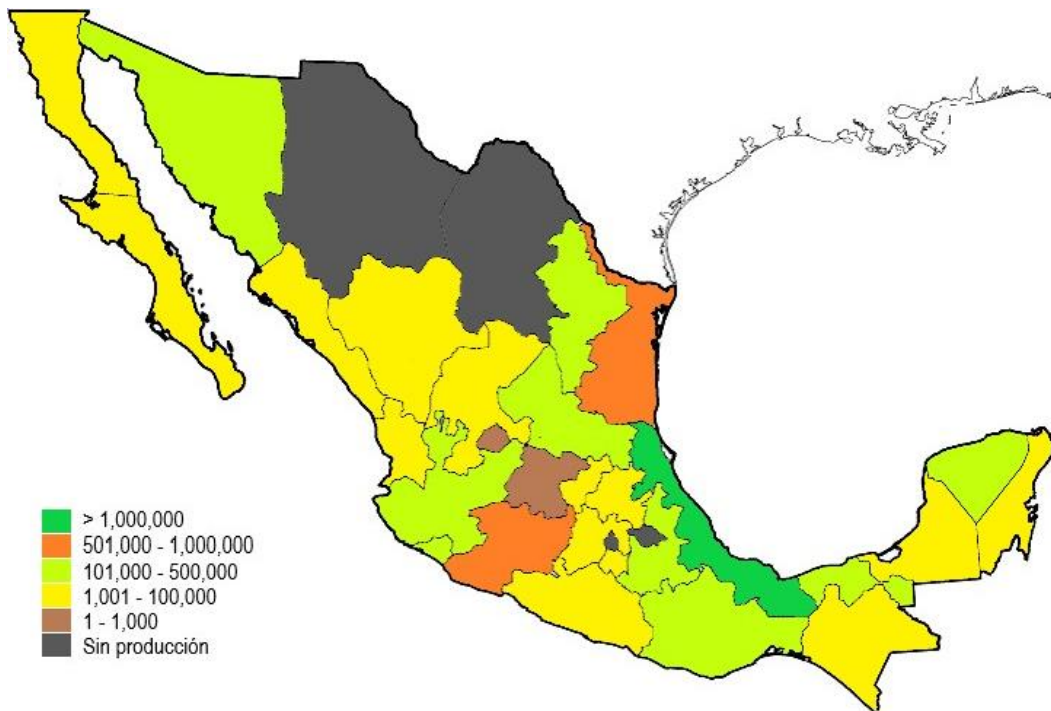 > 1,000,000
501,000 - 1,000,000
101,000 - 500,000
1,001 - 100,000
1 - 1,000
Sin producción